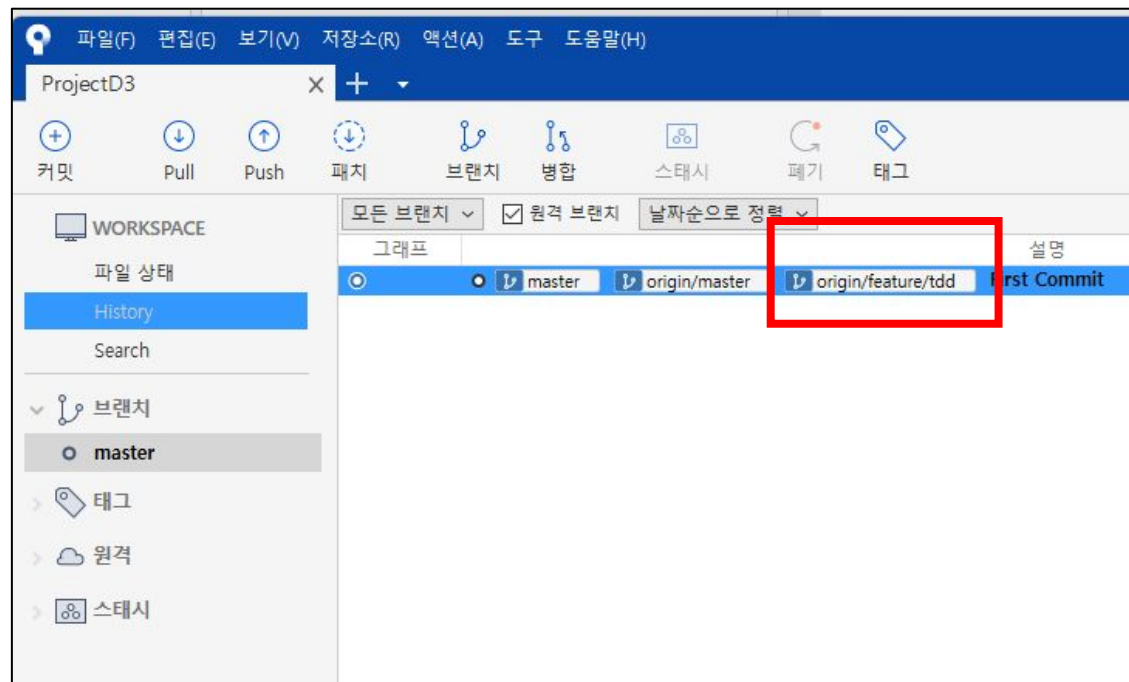 파일(F) 편집(E) 보기(V) 저장소(R) 액션(A) 도구 도움말(H)
ProjectD3
커밋 Pull Push 패치 브랜치 병합 스태시 폐기 태그
WORKSPACE
파일 상태
History
Search
브랜치
master
태그
원격
스태시
모든 브랜치 원격 브랜치 날짜순으로 정렬
그래프 설명
master origin/master origin/feature/tdd First Commit